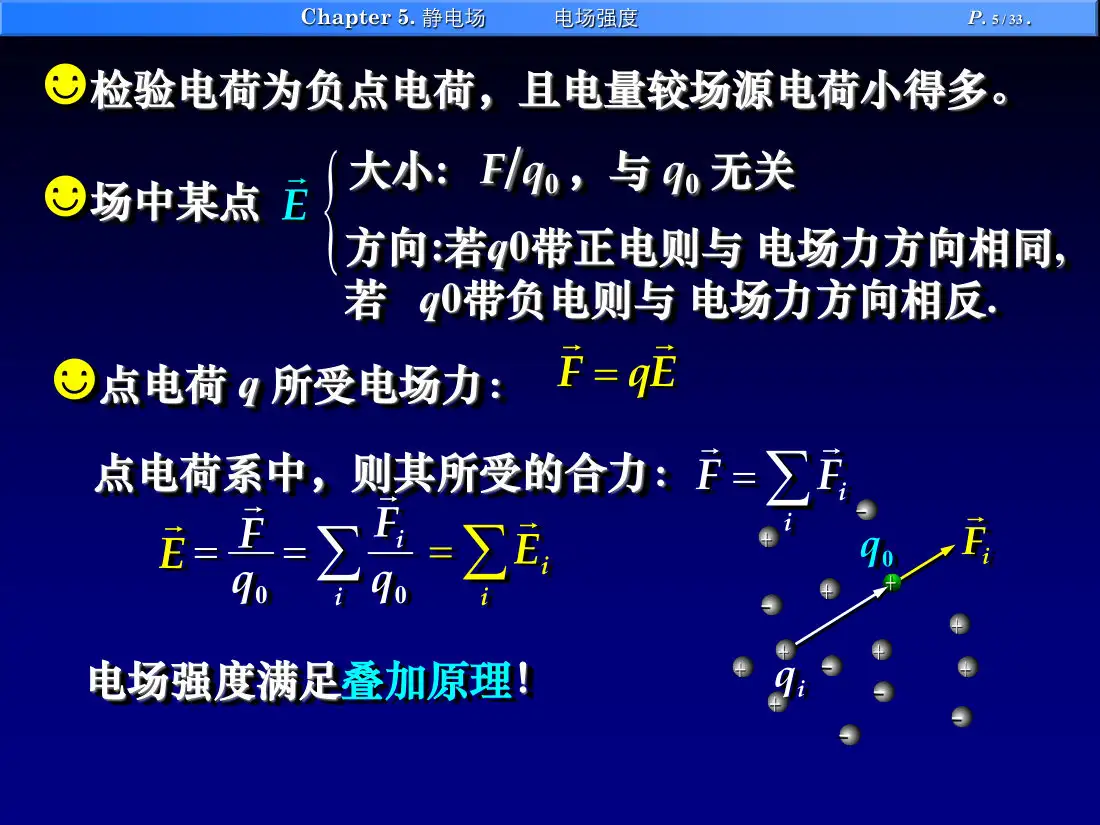 Chapter 5. 静电场 电场强度 P. 5 / 33 .
检验电荷为负点电荷，且电量较场源电荷小得多。
大小： F/q₀ ，与 q₀ 无关
场中某点 E⃗
方向:若q0带正电则与 电场力方向相同,
若 q0带负电则与 电场力方向相反.
点电荷 q 所受电场力： F⃗ = qE⃗
点电荷系中，则其所受的合力： F⃗ = ∑ᵢ F⃗ᵢ
E⃗ = F⃗/q₀ = ∑ᵢ F⃗ᵢ/q₀ = ∑ᵢ E⃗ᵢ
q₀ F⃗ᵢ
qᵢ
电场强度满足叠加原理！